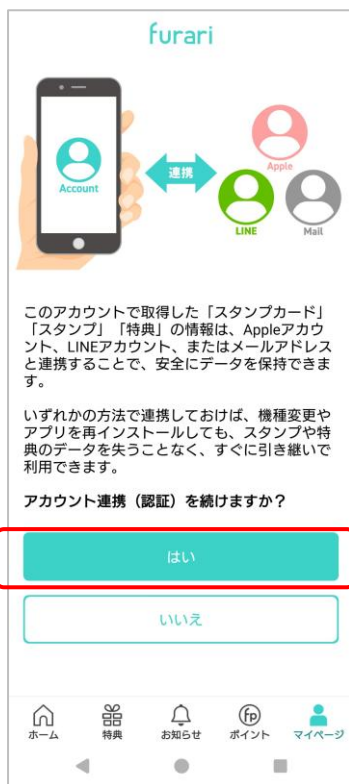 furari
Account
連携
Apple
LINE
Mail
このアカウントで取得した「スタンプカード」
「スタンプ」「特典」の情報は、Appleアカウ
ント、LINEアカウント、またはメールアドレス
と連携することで、安全にデータを保持できま
す。
いずれかの方法で連携しておけば、機種変更や
アプリを再インストールしても、スタンプや特
典のデータを失うことなく、すぐに引き継いで
利用できます。
アカウント連携（認証）を続けますか？
はい
いいえ
fp
ホーム
特典
お知らせ
ポイント
マイページ